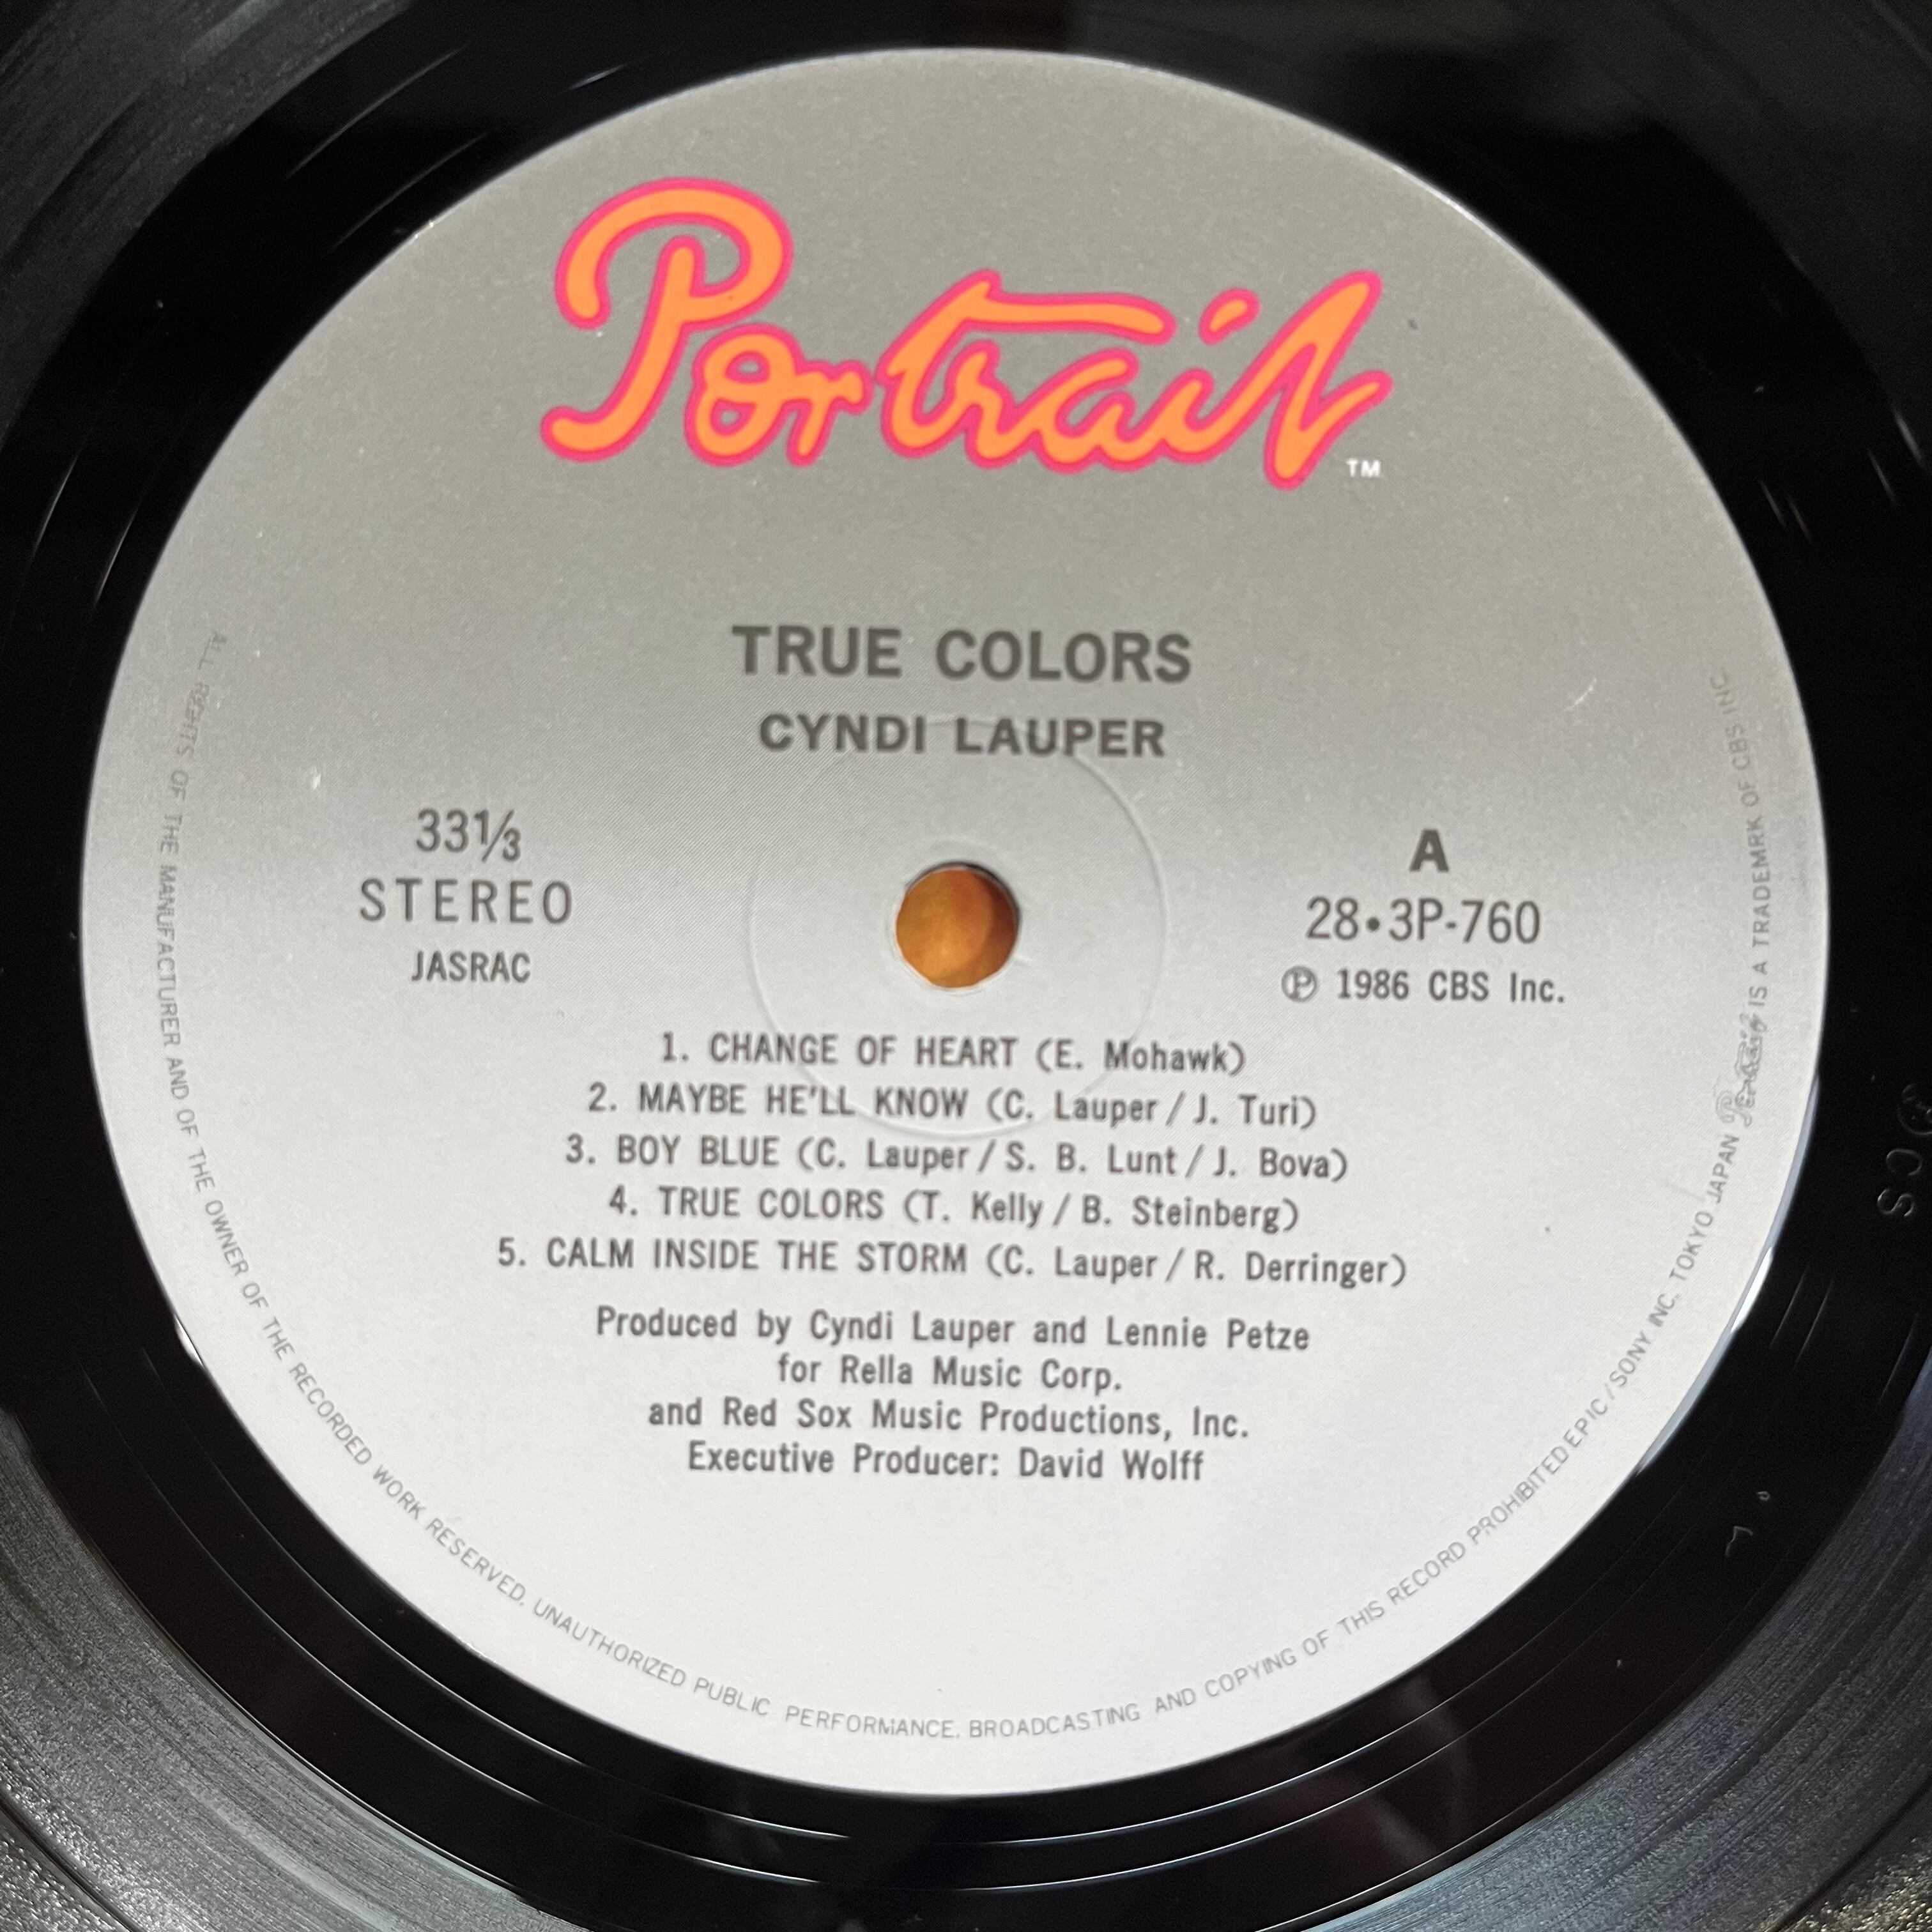 Portrait
TM
TRUE COLORS
CYNDI LAUPER
33⅓
STEREO
JASRAC
A
28•3P-760
Ⓟ 1986 CBS Inc.
1. CHANGE OF HEART (E. Mohawk)
2. MAYBE HE'LL KNOW (C. Lauper / J. Turi)
3. BOY BLUE (C. Lauper / S. B. Lunt / J. Bova)
4. TRUE COLORS (T. Kelly / B. Steinberg)
5. CALM INSIDE THE STORM (C. Lauper / R. Derringer)
Produced by Cyndi Lauper and Lennie Petze
for Rella Music Corp.
and Red Sox Music Productions, Inc.
Executive Producer: David Wolff
ALL RIGHTS OF THE MANUFACTURER AND OF THE OWNER OF THE RECORDED WORK RESERVED. UNAUTHORIZED PUBLIC PERFORMANCE. BROADCASTING AND COPYING OF THIS RECORD PROHIBITED EPIC / SONY INC. TOKYO JAPAN Portrait IS A TRADEMRK OF CBS INC
CS